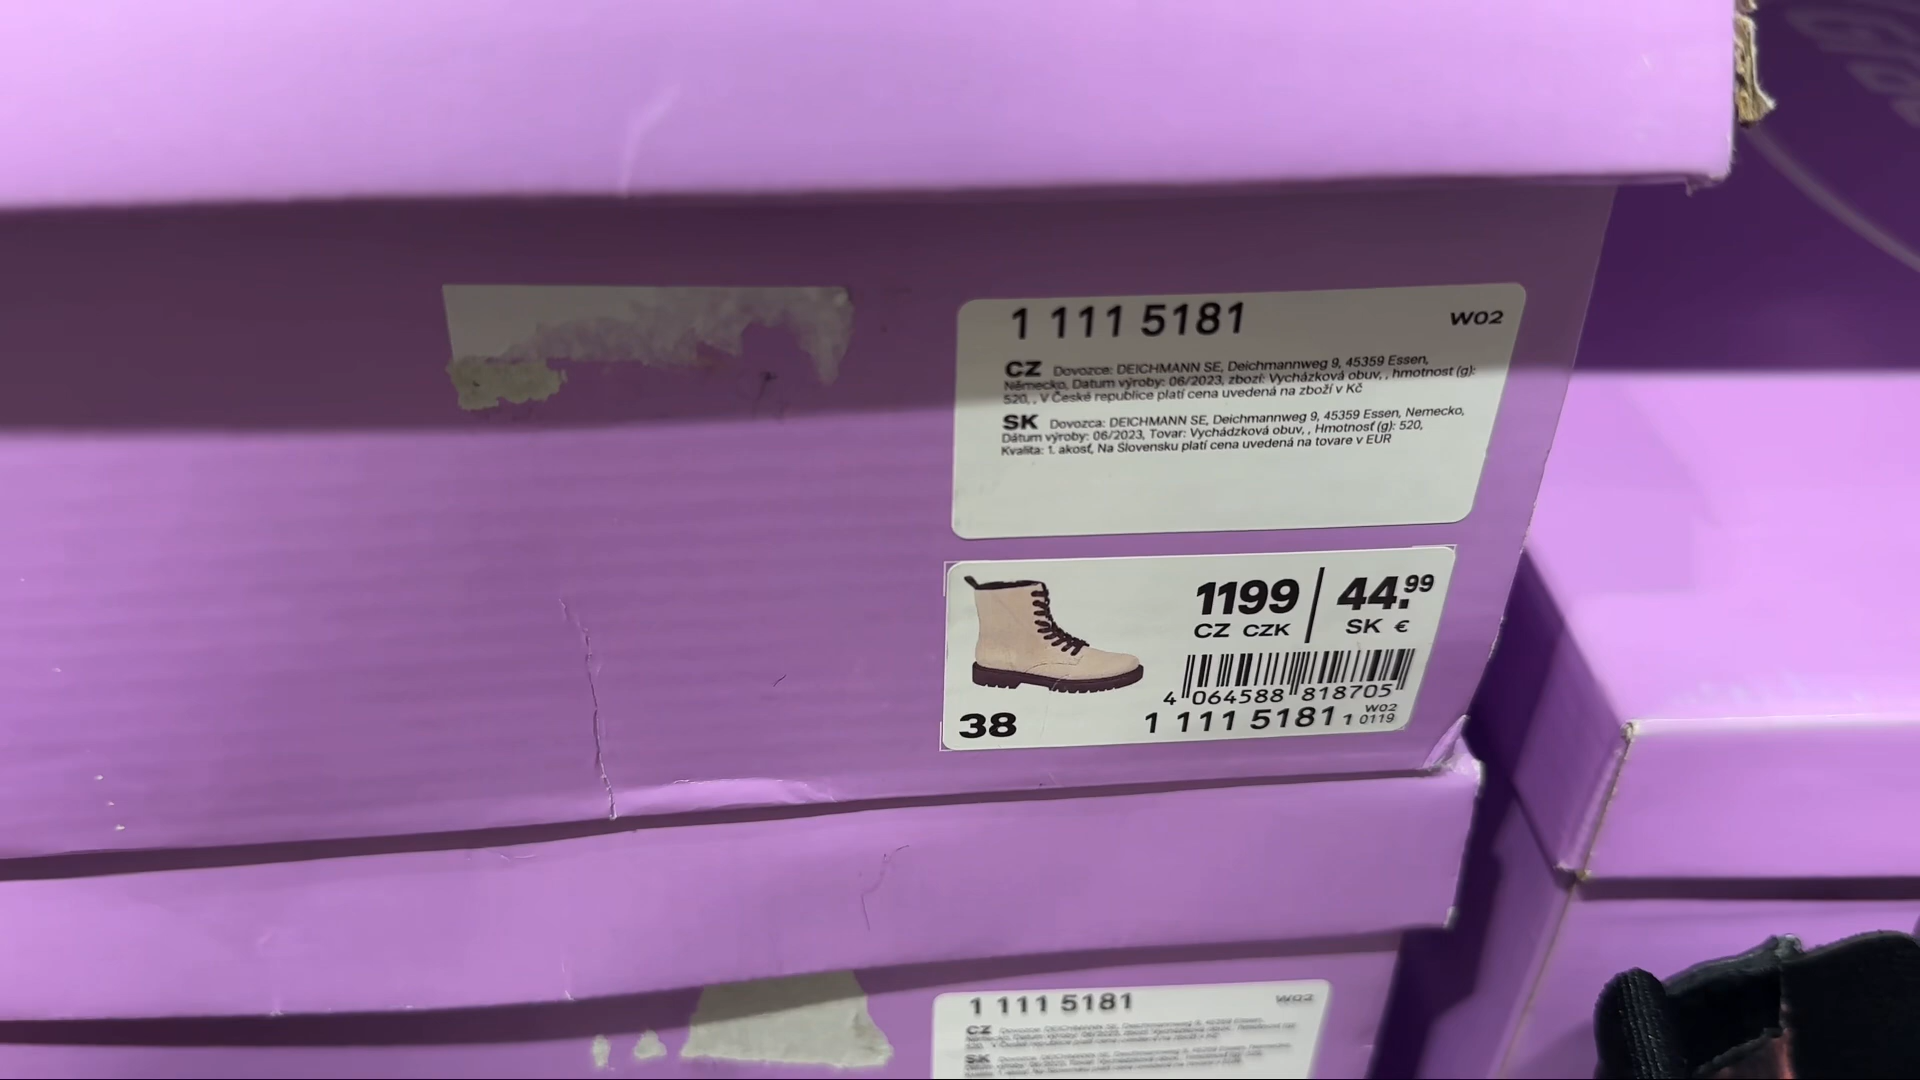 1 111 5181 W02
CZ Dovozce: DEICHMANN SE, Deichmannweg 9, 45359 Essen,
Německo, Datum výroby: 06/2023, zboží: Vycházková obuv, , hmotnost (g):
520, , V České republice platí cena uvedená na zboží v Kč
SK Dovozca: DEICHMANN SE, Deichmannweg 9, 45359 Essen, Nemecko,
Dátum výroby: 06/2023, Tovar: Vychádzková obuv, , Hmotnosť (g): 520,
Kvalita: 1. akosť, Na Slovensku platí cena uvedená na tovare v EUR
1199 44.99
CZ CZK SK €
4 064588 818705
W02
38 1 111 5181 1 0119
1 111 5181 W02
CZ
SK